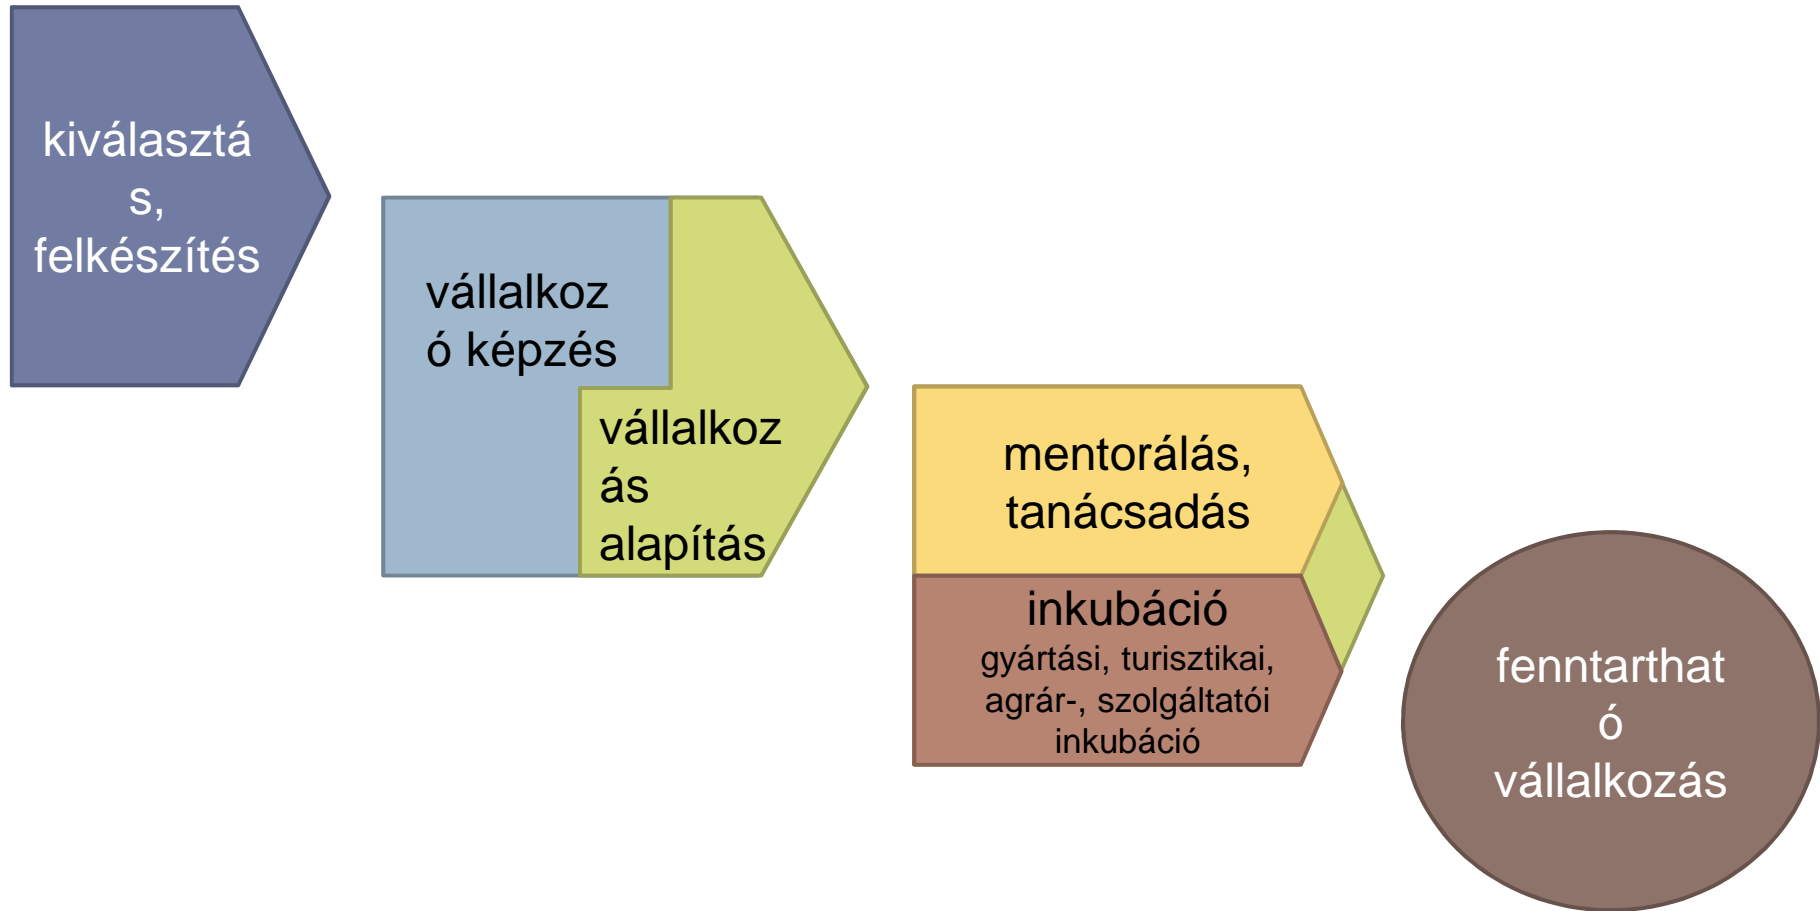 kiválasztá
s,
felkészítés
vállalkoz
ó képzés
vállalkoz
ás
alapítás
mentorálás,
tanácsadás
inkubáció
gyártási, turisztikai,
agrár-, szolgáltatói
inkubáció
fenntarthat
ó
vállalkozás